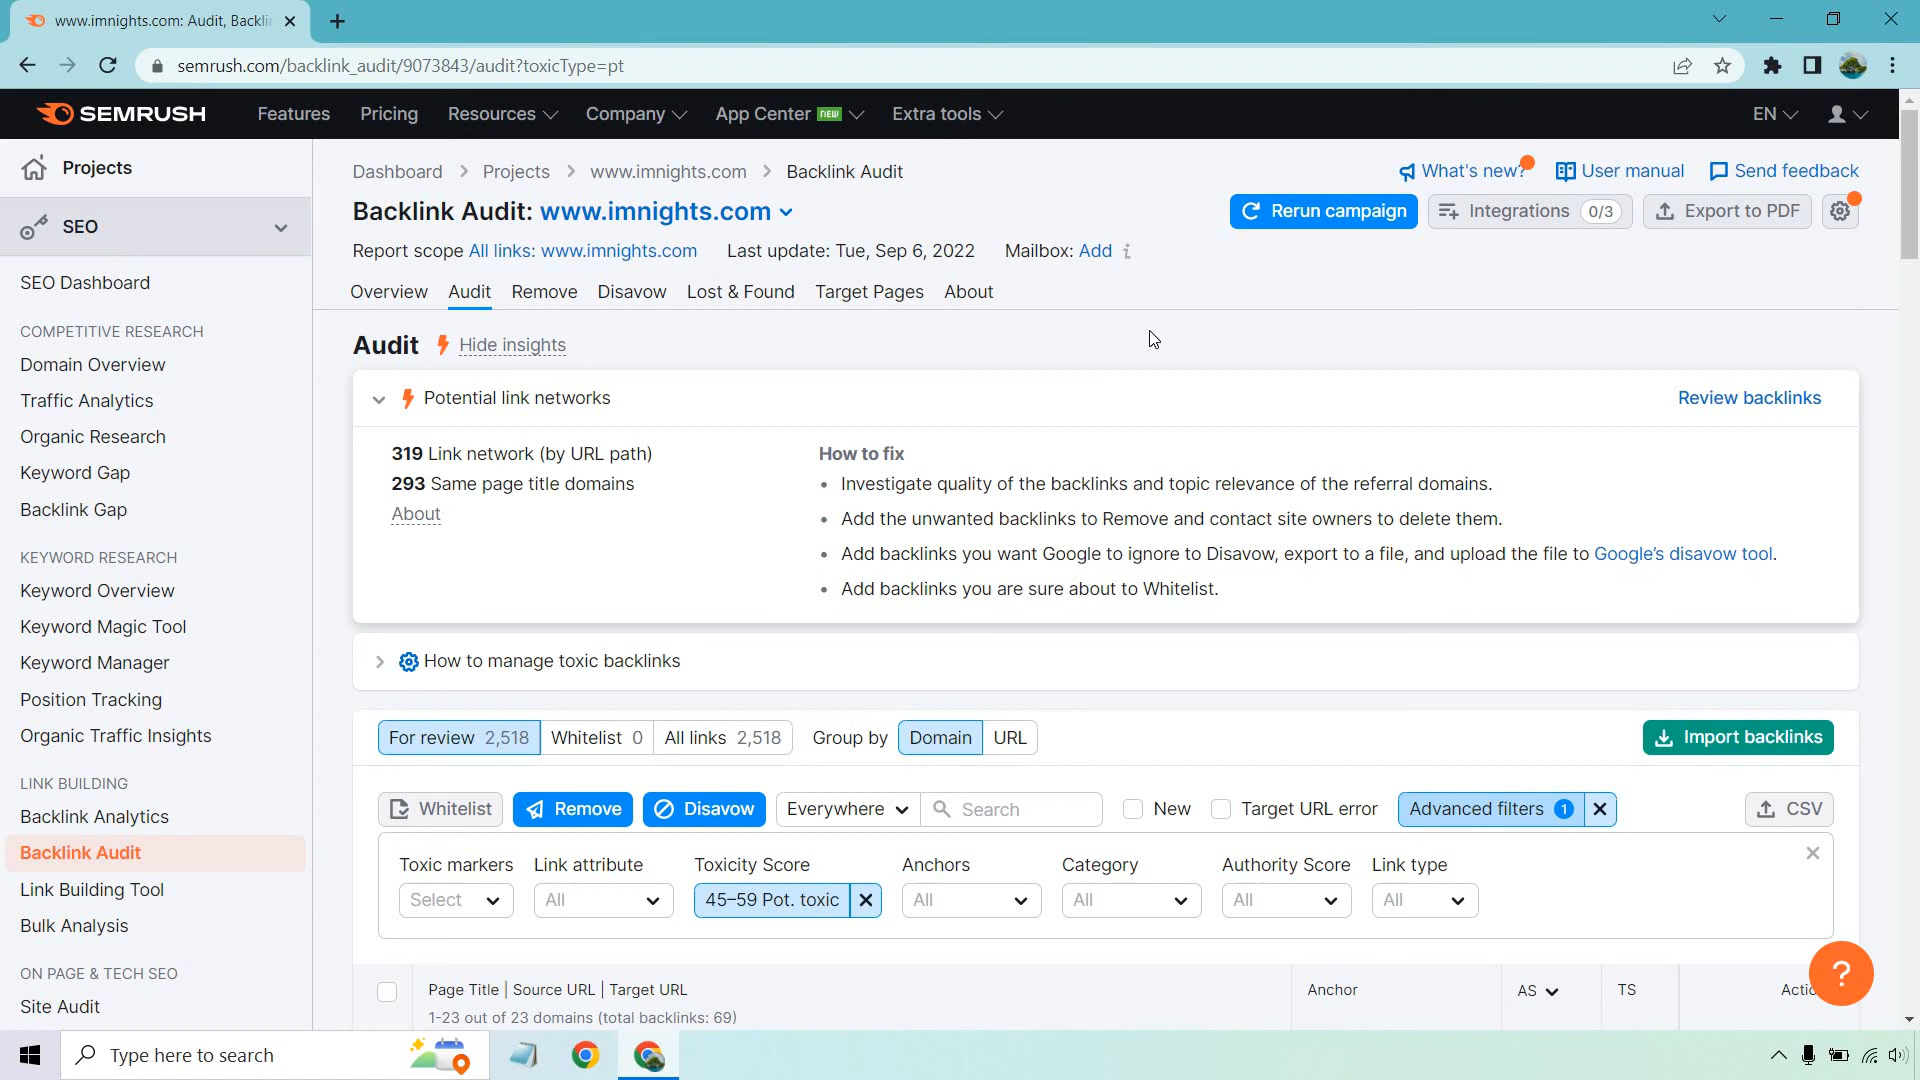 www.imnights.com: Audit, Backli
semrush.com/backlink_audit/9073843/audit?toxicType=pt
SEMRUSH
Features
Pricing
Resources
Company
App Center NEW
Extra tools
EN
Projects
SEO
SEO Dashboard
COMPETITIVE RESEARCH
Domain Overview
Traffic Analytics
Organic Research
Keyword Gap
Backlink Gap
KEYWORD RESEARCH
Keyword Overview
Keyword Magic Tool
Keyword Manager
Position Tracking
Organic Traffic Insights
LINK BUILDING
Backlink Analytics
Backlink Audit
Link Building Tool
Bulk Analysis
ON PAGE & TECH SEO
Site Audit
Dashboard > Projects > www.imnights.com > Backlink Audit
What's new?
User manual
Send feedback
Backlink Audit: www.imnights.com
Rerun campaign
Integrations 0/3
Export to PDF
Report scope All links: www.imnights.com
Last update: Tue, Sep 6, 2022
Mailbox: Add i
Overview
Audit
Remove
Disavow
Lost & Found
Target Pages
About
Audit
Hide insights
Potential link networks
Review backlinks
319 Link network (by URL path)
293 Same page title domains
About
How to fix
• Investigate quality of the backlinks and topic relevance of the referral domains.
• Add the unwanted backlinks to Remove and contact site owners to delete them.
• Add backlinks you want Google to ignore to Disavow, export to a file, and upload the file to Google's disavow tool.
• Add backlinks you are sure about to Whitelist.
How to manage toxic backlinks
For review 2,518
Whitelist 0
All links 2,518
Group by
Domain
URL
Import backlinks
Whitelist
Remove
Disavow
Everywhere
Search
New
Target URL error
Advanced filters 1
CSV
Toxic markers
Link attribute
Toxicity Score
Anchors
Category
Authority Score
Link type
Select
All
45–59 Pot. toxic
All
All
All
All
Page Title | Source URL | Target URL
Anchor
AS
TS
Actic
1-23 out of 23 domains (total backlinks: 69)
?
Type here to search